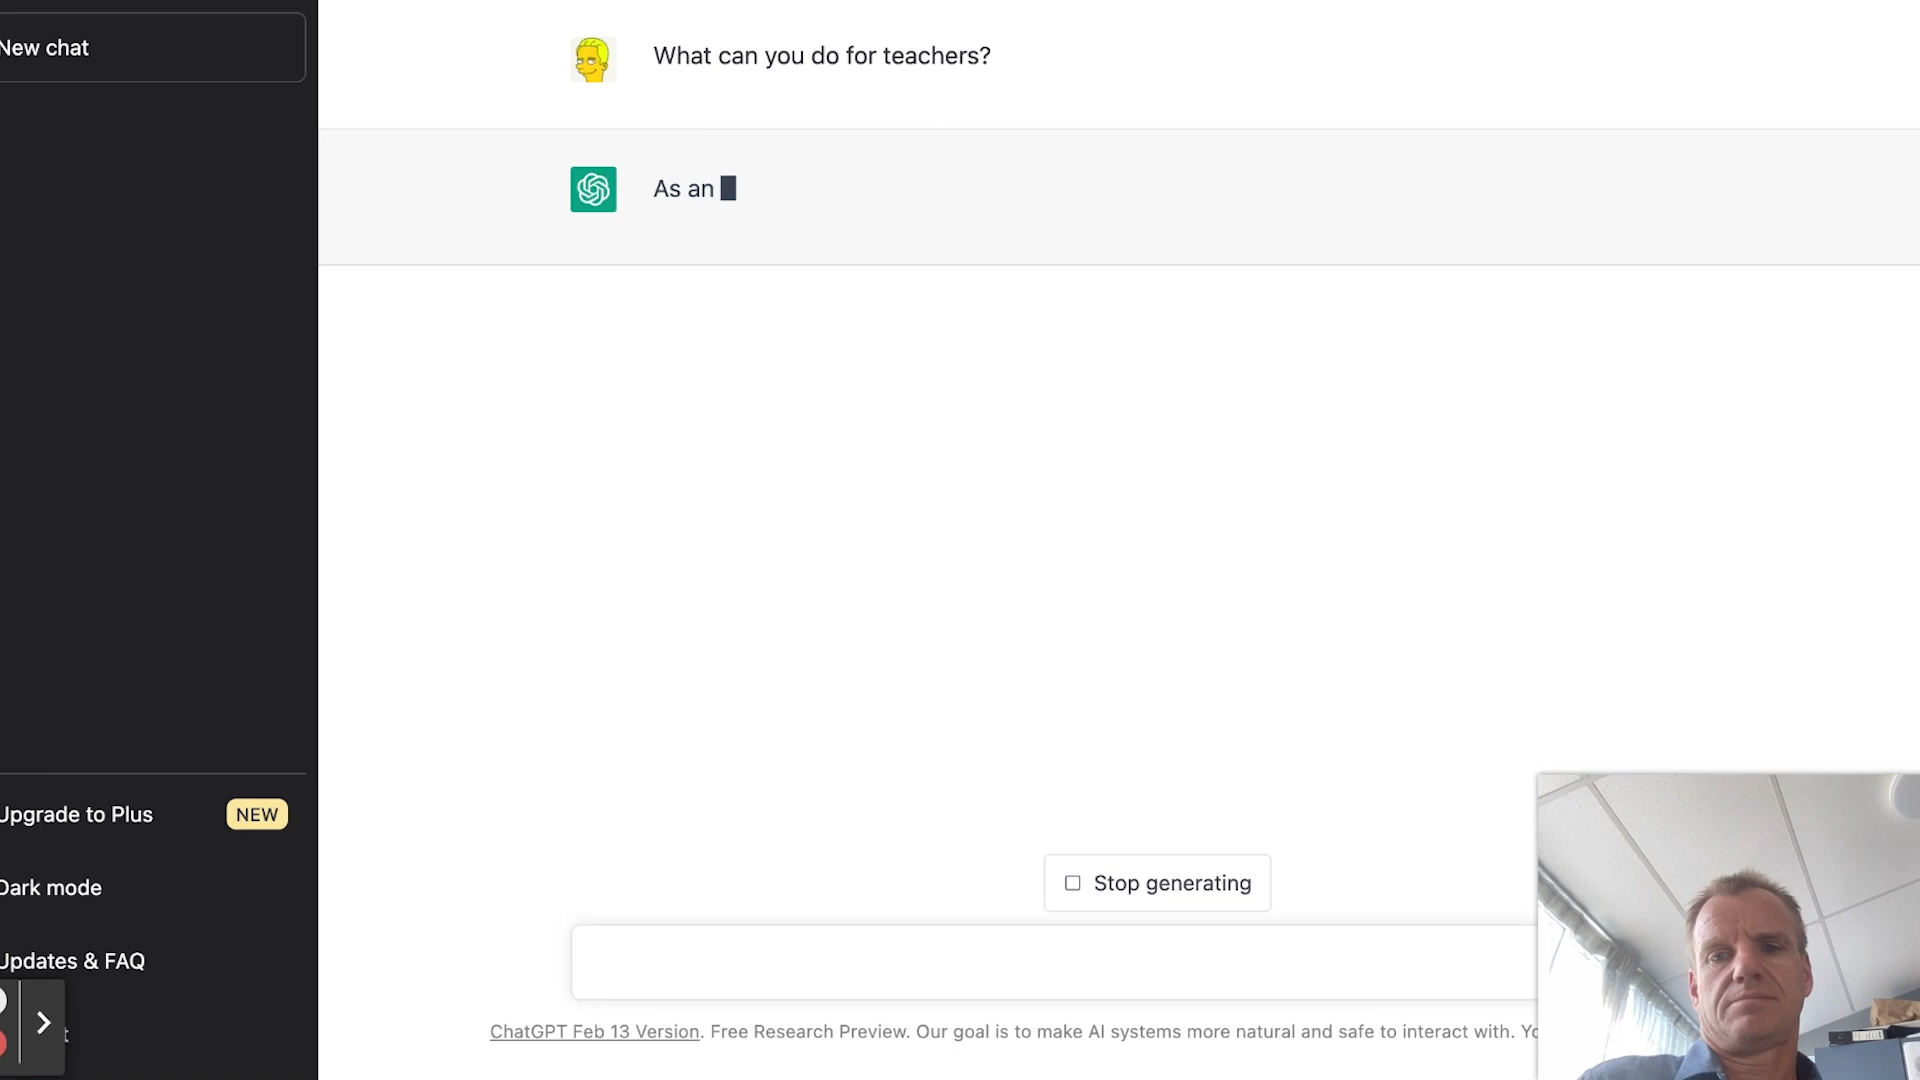 New chat
What can you do for teachers?
As an
Upgrade to Plus NEW
Dark mode
Updates & FAQ
Stop generating
ChatGPT Feb 13 Version. Free Research Preview. Our goal is to make AI systems more natural and safe to interact with.